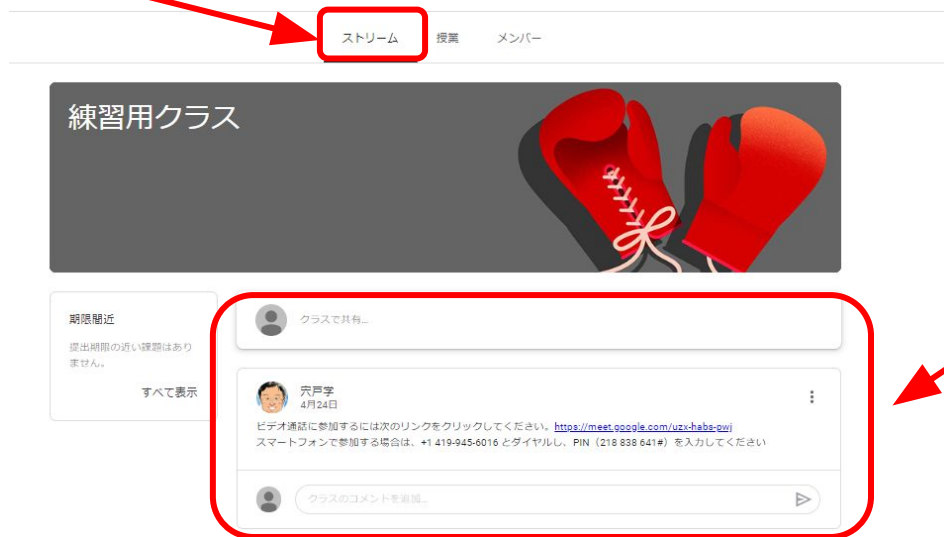 ストリーム 授業 メンバー
練習用クラス
期限間近
提出期限の近い課題はあり
ません。
すべて表示
クラスで共有...
宍戸学
4月24日
ビデオ通話に参加するには次のリンクをクリックしてください。https://meet.google.com/uzx-habs-pwj
スマートフォンで参加する場合は、+1 419-945-6016 とダイヤルし、PIN（218 838 641#）を入力してください
クラスのコメントを追加...